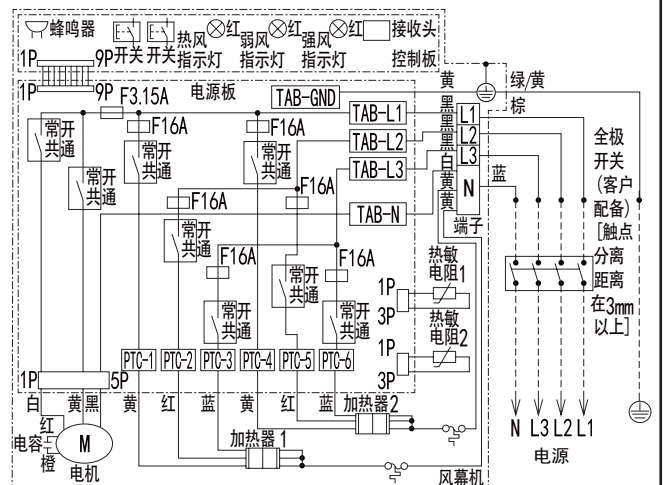 蜂鸣器
开关
开关
热风
指示灯
红
弱风
指示灯
红
强风
指示灯
红
接收头
控制板
1P
9P
1P
9P
电源板
F3.15A
TAB-GND
TAB-L1
TAB-L2
TAB-L3
TAB-N
F16A
F16A
F16A
F16A
F16A
F16A
常开
共通
常开
共通
常开
共通
常开
共通
常开
共通
常开
共通
常开
共通
常开
共通
黄
绿/黄
棕
黑
黑
黑
白
黄
黄
L1
L2
L3
N
蓝
端子
全极
开关
(客户
配备)
[触点
分离
距离
在3mm
以上]
热敏
电阻1
1P
3P
热敏
电阻2
1P
3P
PTC-1
PTC-2
PTC-3
PTC-4
PTC-5
PTC-6
1P
5P
白
黄
黑
黄
红
蓝
黄
红
蓝
红
电容
橙
M
电机
加热器1
加热器2
风幕机
N
L3
L2
L1
电源